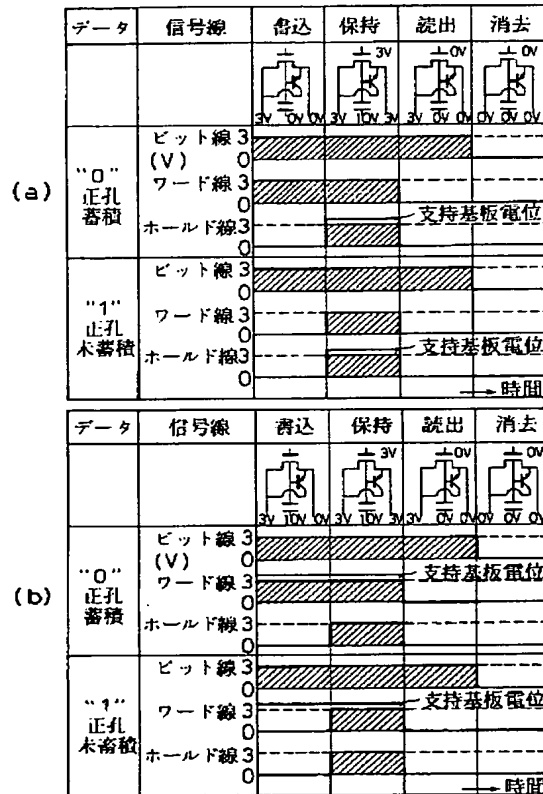 データ 信号線 書込 保持 読出 消去
3V 0V 0V
3V 0V 0V 3V 10V 3V 3V 0V 0V 0V 0V 0V
(a)
"0" 正孔 蓄積
ビット線 3
(V) 0
ワード線 3
0
支持基板電位
ホールド線 3
0
"1" 正孔 未蓄積
ビット線 3
0
ワード線 3
0
支持基板電位
ホールド線 3
0
時間
データ 信号線 書込 保持 読出 消去
3V 0V 0V
3V 10V 0V 3V 10V 3V 3V 0V 0V 0V 0V 0V
(b)
"0" 正孔 蓄積
ビット線 3
(V) 0
支持基板電位
ワード線 3
0
ホールド線 3
0
"1" 正孔 未蓄積
ビット線 3
0
支持基板電位
ワード線 3
0
ホールド線 3
0
時間